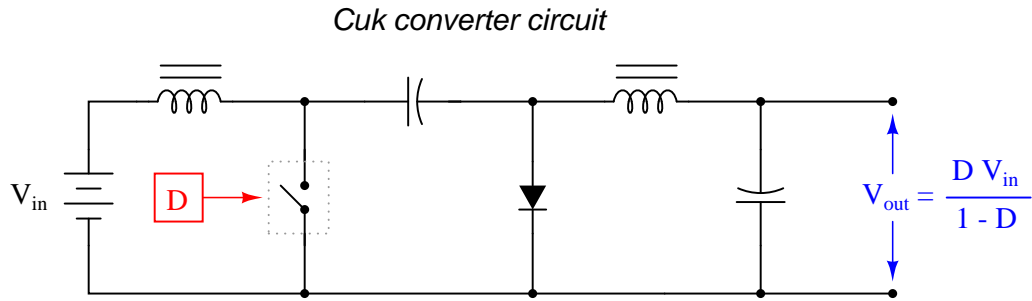 Cuk converter circuit
V_in
D
V_out = D V_in / 1 - D